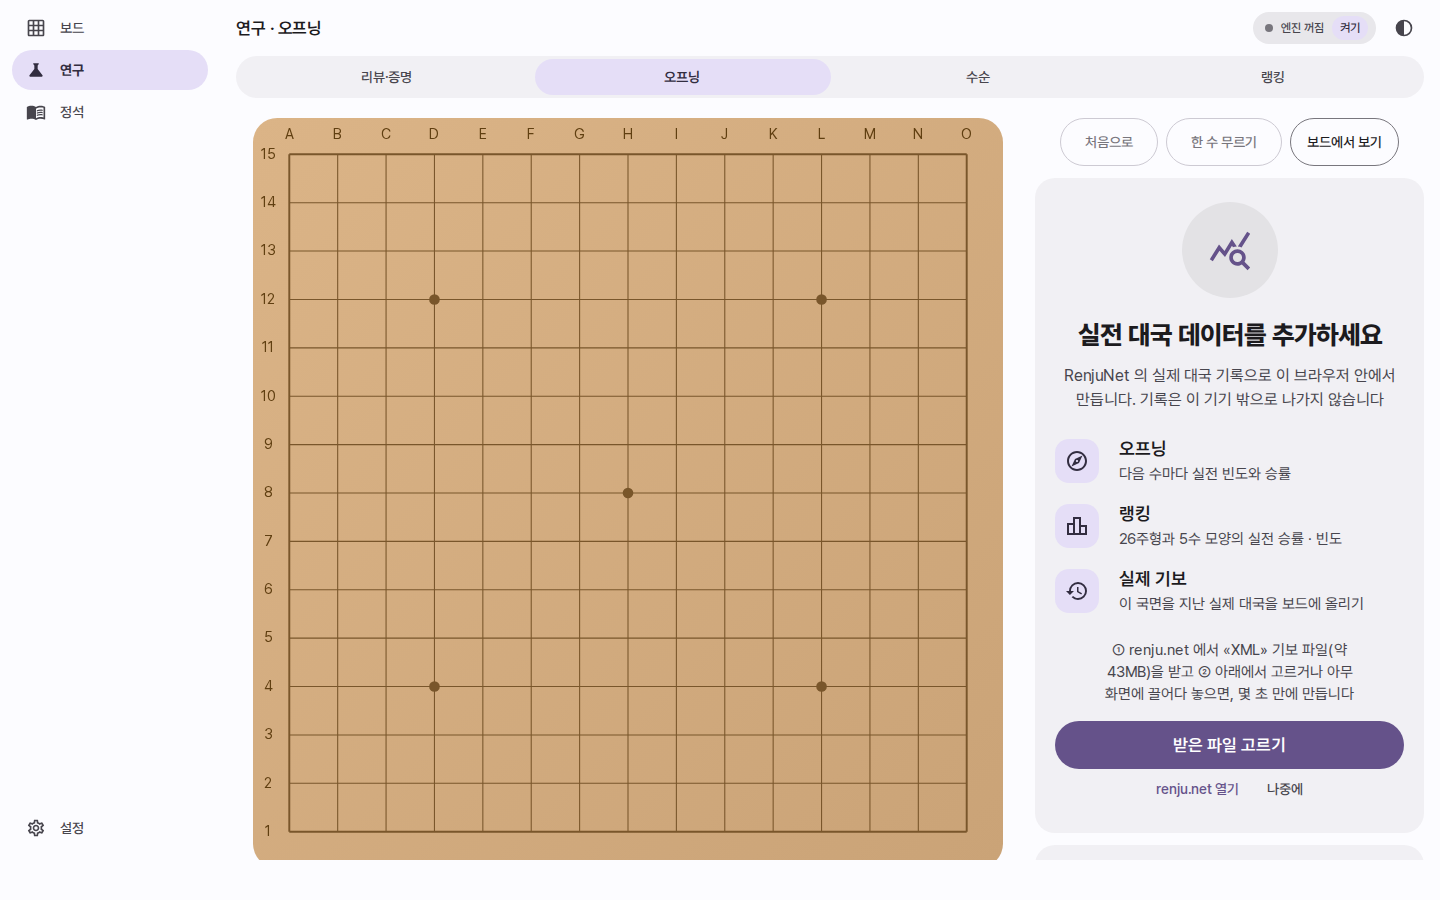 보드
연구
정석
설정
연구 · 오프닝
엔진 꺼짐 켜기
리뷰·증명 오프닝 수순 랭킹
A B C D E F G H I J K L M N O
15
14
13
12
11
10
9
8
7
6
5
4
3
2
1
처음으로 한 수 무르기 보드에서 보기
실전 대국 데이터를 추가하세요
RenjuNet 의 실제 대국 기록으로 이 브라우저 안에서
만듭니다. 기록은 이 기기 밖으로 나가지 않습니다
오프닝
다음 수마다 실전 빈도와 승률
랭킹
26주형과 5수 모양의 실전 승률 · 빈도
실제 기보
이 국면을 지난 실제 대국을 보드에 올리기
① renju.net 에서 «XML» 기보 파일(약
43MB)을 받고 ② 아래에서 고르거나 아무
화면에 끌어다 놓으면, 몇 초 만에 만듭니다
받은 파일 고르기
renju.net 열기 나중에